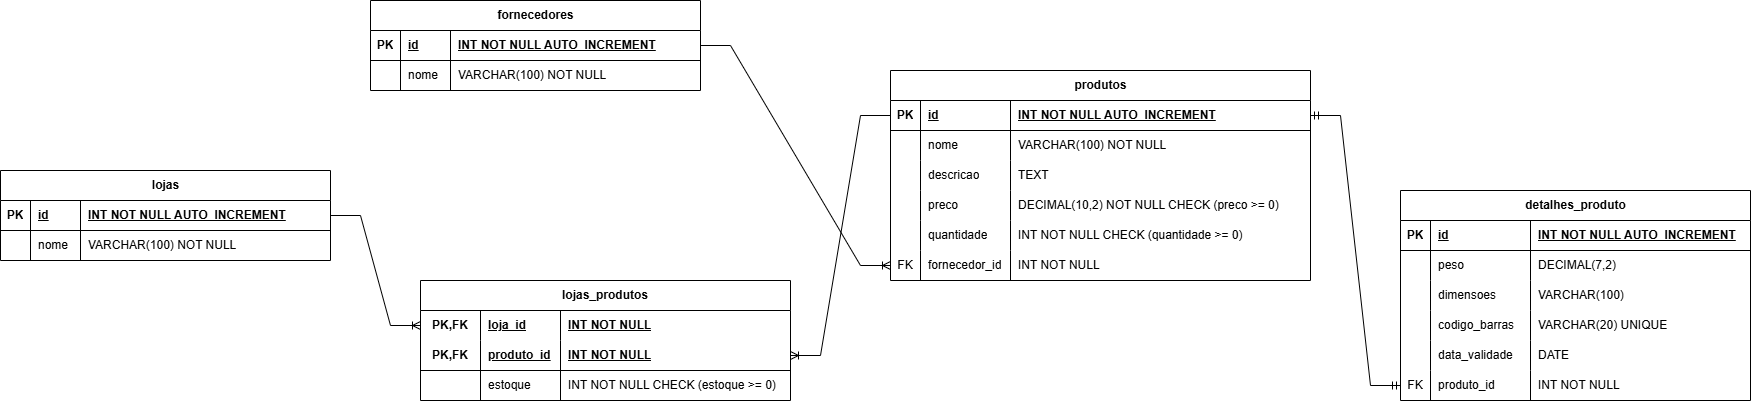 fornecedores
PK id INT NOT NULL AUTO_INCREMENT
nome VARCHAR(100) NOT NULL
produtos
PK id INT NOT NULL AUTO_INCREMENT
nome VARCHAR(100) NOT NULL
descricao TEXT
preco DECIMAL(10,2) NOT NULL CHECK (preco >= 0)
quantidade INT NOT NULL CHECK (quantidade >= 0)
FK fornecedor_id INT NOT NULL
lojas
PK id INT NOT NULL AUTO_INCREMENT
nome VARCHAR(100) NOT NULL
detalhes_produto
PK id INT NOT NULL AUTO_INCREMENT
peso DECIMAL(7,2)
dimensoes VARCHAR(100)
codigo_barras VARCHAR(20) UNIQUE
data_validade DATE
FK produto_id INT NOT NULL
lojas_produtos
PK,FK loja_id INT NOT NULL
PK,FK produto_id INT NOT NULL
estoque INT NOT NULL CHECK (estoque >= 0)